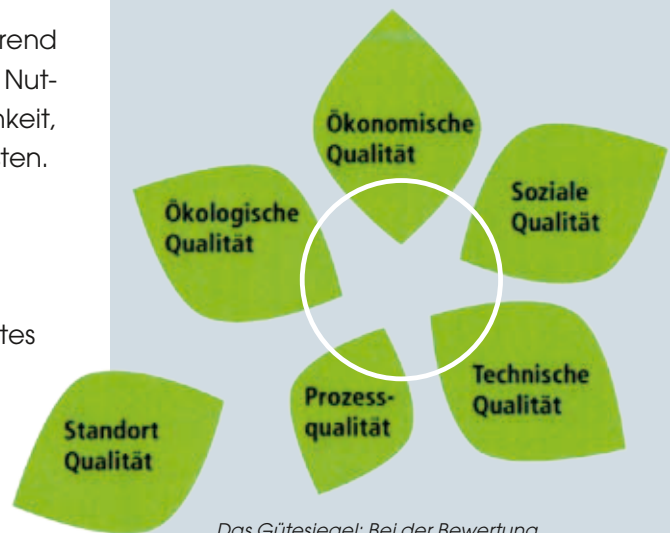 rend
Nut-
keit,
ten.
tes
Ökonomische
Qualität
Soziale
Qualität
Ökologische
Qualität
Technische
Qualität
Prozess-
qualität
Standort
Qualität
Das Gütesiegel: Bei der Bewertung